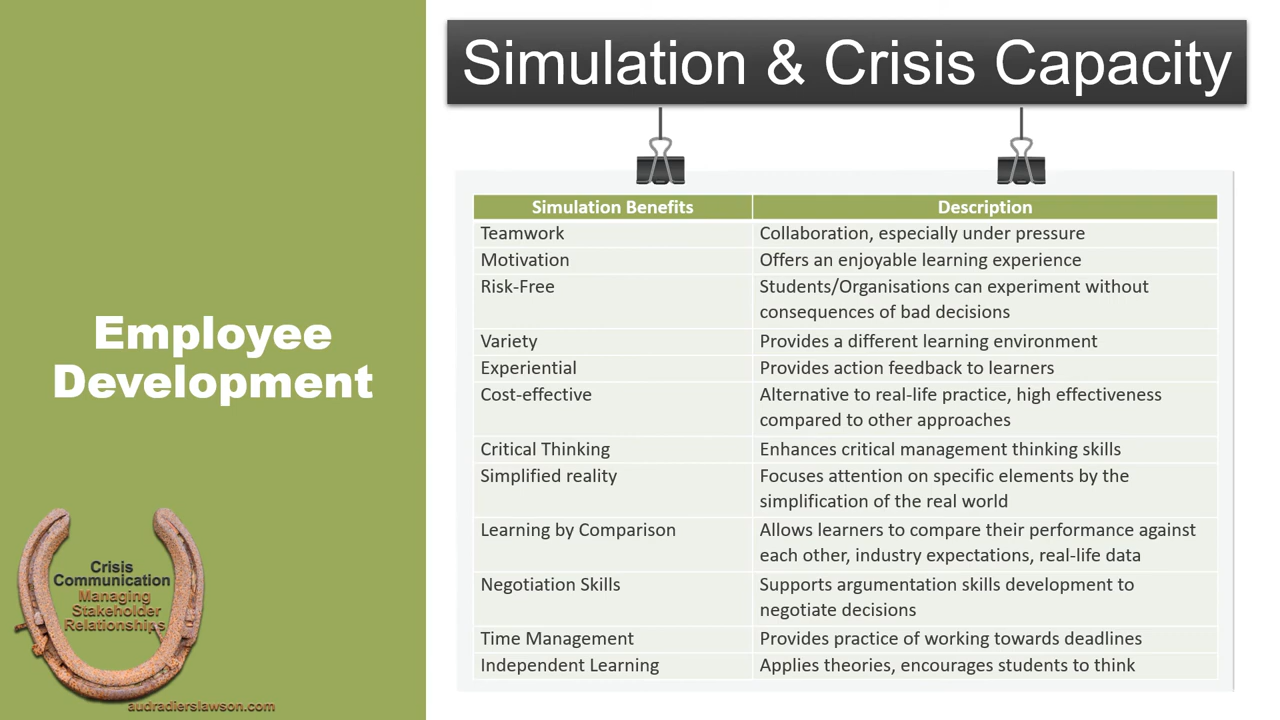 Simulation & Crisis Capacity
Employee
Development
Simulation Benefits Description
Teamwork Collaboration, especially under pressure
Motivation Offers an enjoyable learning experience
Risk-Free Students/Organisations can experiment without
consequences of bad decisions
Variety Provides a different learning environment
Experiential Provides action feedback to learners
Cost-effective Alternative to real-life practice, high effectiveness
compared to other approaches
Critical Thinking Enhances critical management thinking skills
Simplified reality Focuses attention on specific elements by the
simplification of the real world
Learning by Comparison Allows learners to compare their performance against
each other, industry expectations, real-life data
Negotiation Skills Supports argumentation skills development to
negotiate decisions
Time Management Provides practice of working towards deadlines
Independent Learning Applies theories, encourages students to think
Crisis
Communication
Managing
Stakeholder
Relationships
audradierslawson.com